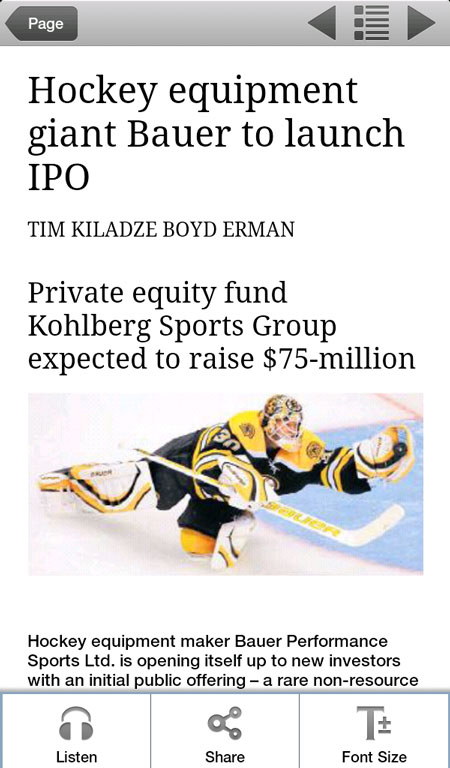 Page
Hockey equipment
giant Bauer to launch
IPO
TIM KILADZE BOYD ERMAN
Private equity fund
Kohlberg Sports Group
expected to raise $75-million
30
BAUER
Hockey equipment maker Bauer Performance
Sports Ltd. is opening itself up to new investors
with an initial public offering – a rare non-resource
Listen
Share
Font Size